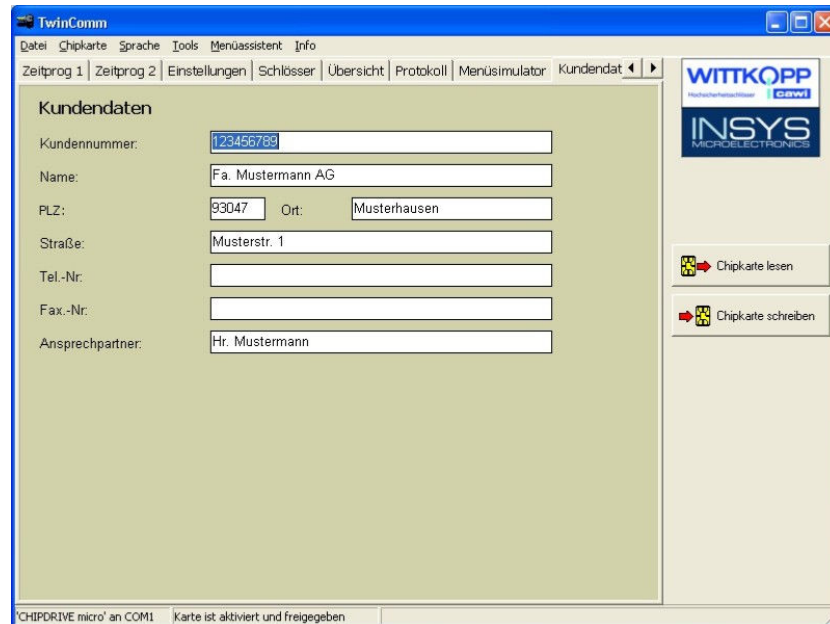 TwinComm
Datei Chipkarte Sprache Tools Menüassistent Info
Zeitprog 1 Zeitprog 2 Einstellungen Schlösser Übersicht Protokoll Menüsimulator Kundendat
WITTKOPP
Hochsicherheitsschlösser cawi
INSYS
MICROELECTRONICS
Kundendaten
Kundennummer: 123456789
Name: Fa. Mustermann AG
PLZ: 93047 Ort: Musterhausen
Straße: Musterstr. 1
Tel.-Nr:
Fax.-Nr:
Ansprechpartner: Hr. Mustermann
Chipkarte lesen
Chipkarte schreiben
'CHIPDRIVE micro' an COM1 Karte ist aktiviert und freigegeben